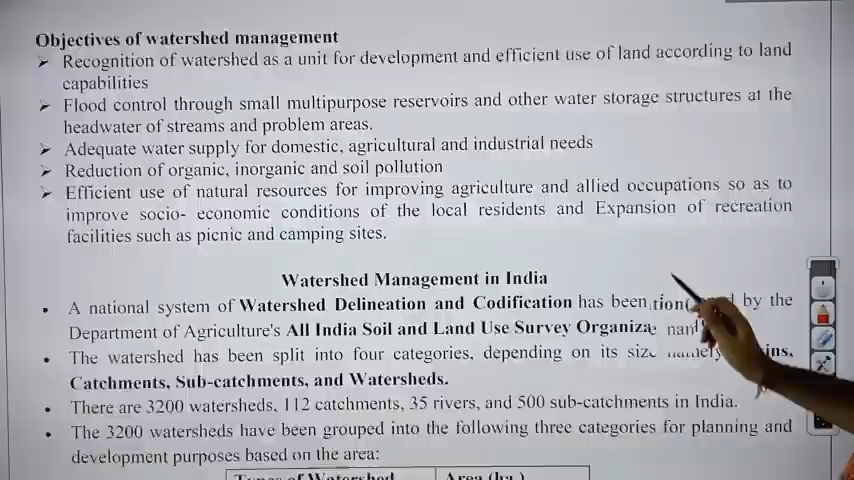 Objectives of watershed management
➢ Recognition of watershed as a unit for development and efficient use of land according to land
capabilities
➢ Flood control through small multipurpose reservoirs and other water storage structures at the
headwater of streams and problem areas.
➢ Adequate water supply for domestic, agricultural and industrial needs
➢ Reduction of organic, inorganic and soil pollution
➢ Efficient use of natural resources for improving agriculture and allied occupations so as to
improve socio- economic conditions of the local residents and Expansion of recreation
facilities such as picnic and camping sites.
Watershed Management in India
• A national system of Watershed Delineation and Codification has been by the
Department of Agriculture's All India Soil and Land Use Survey
• The watershed has been split into four categories, depending on its
Catchments, Sub-catchments, and Watersheds.
• There are 3200 watersheds, 112 catchments, 35 rivers, and 500 sub-catchments in India.
• The 3200 watersheds have been grouped into the following three categories for planning and
development purposes based on the area:
Types of Watershed Area (ha.)